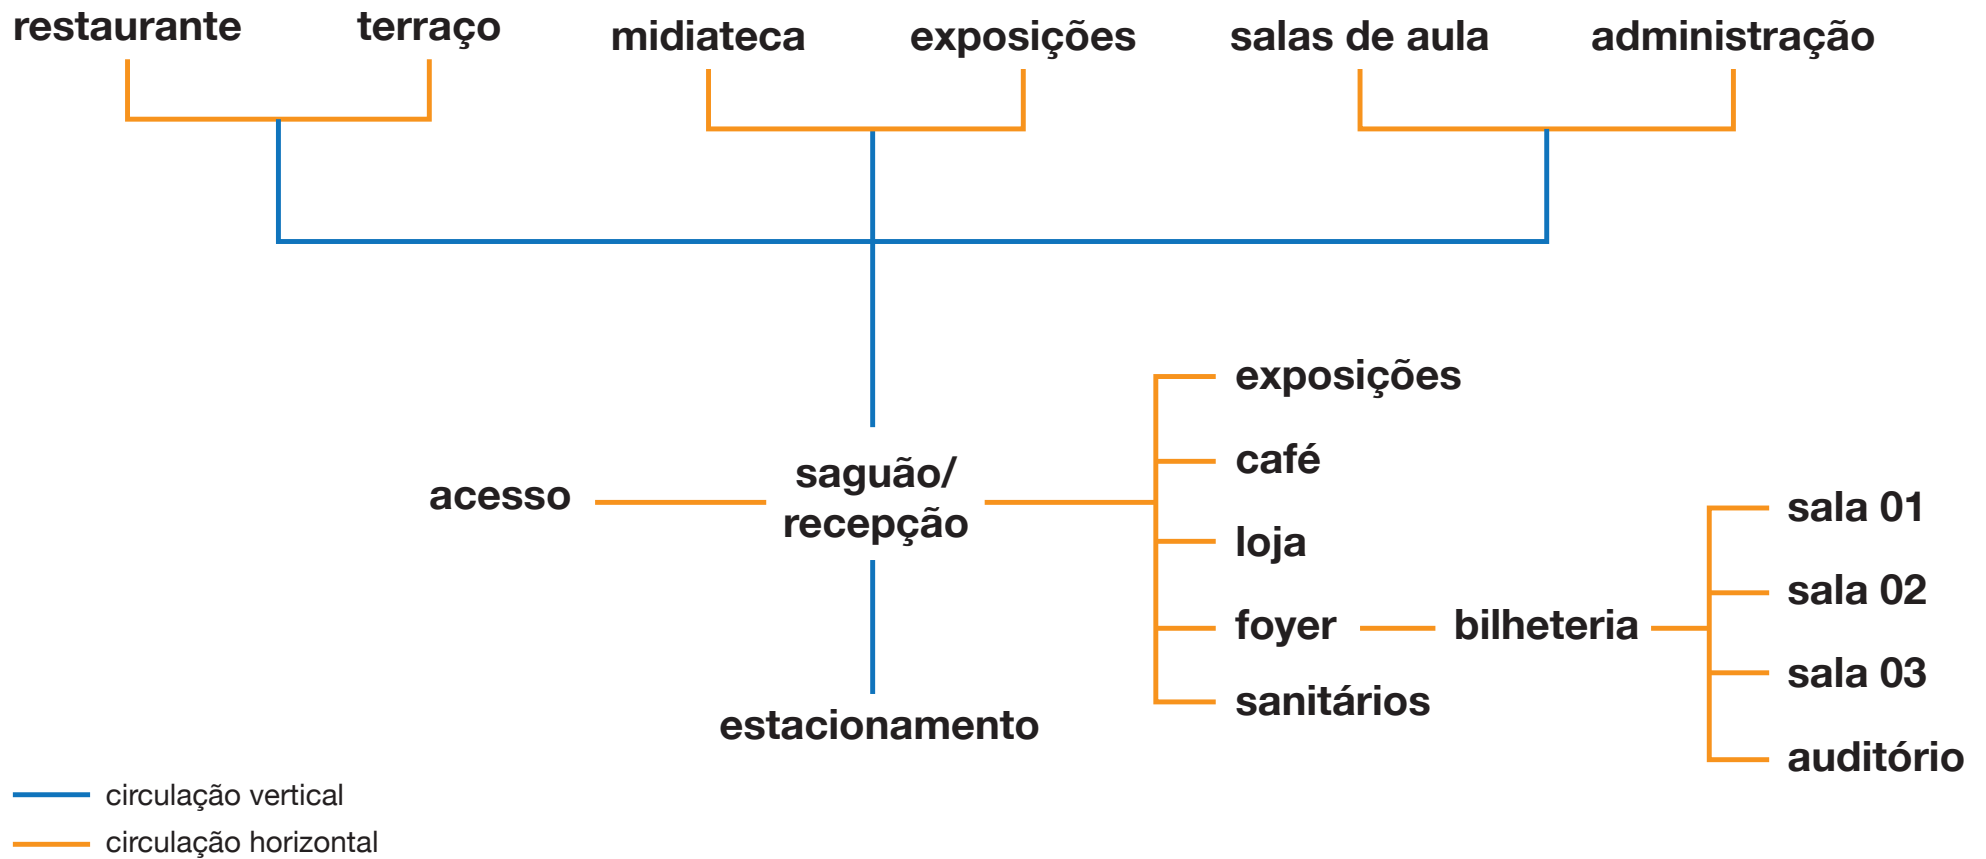 restaurante
terraço
midiateca
exposições
salas de aula
administração
exposições
café
acesso
saguão/
recepção
loja
foyer
bilheteria
sanitários
sala 01
sala 02
sala 03
auditório
estacionamento
circulação vertical
circulação horizontal